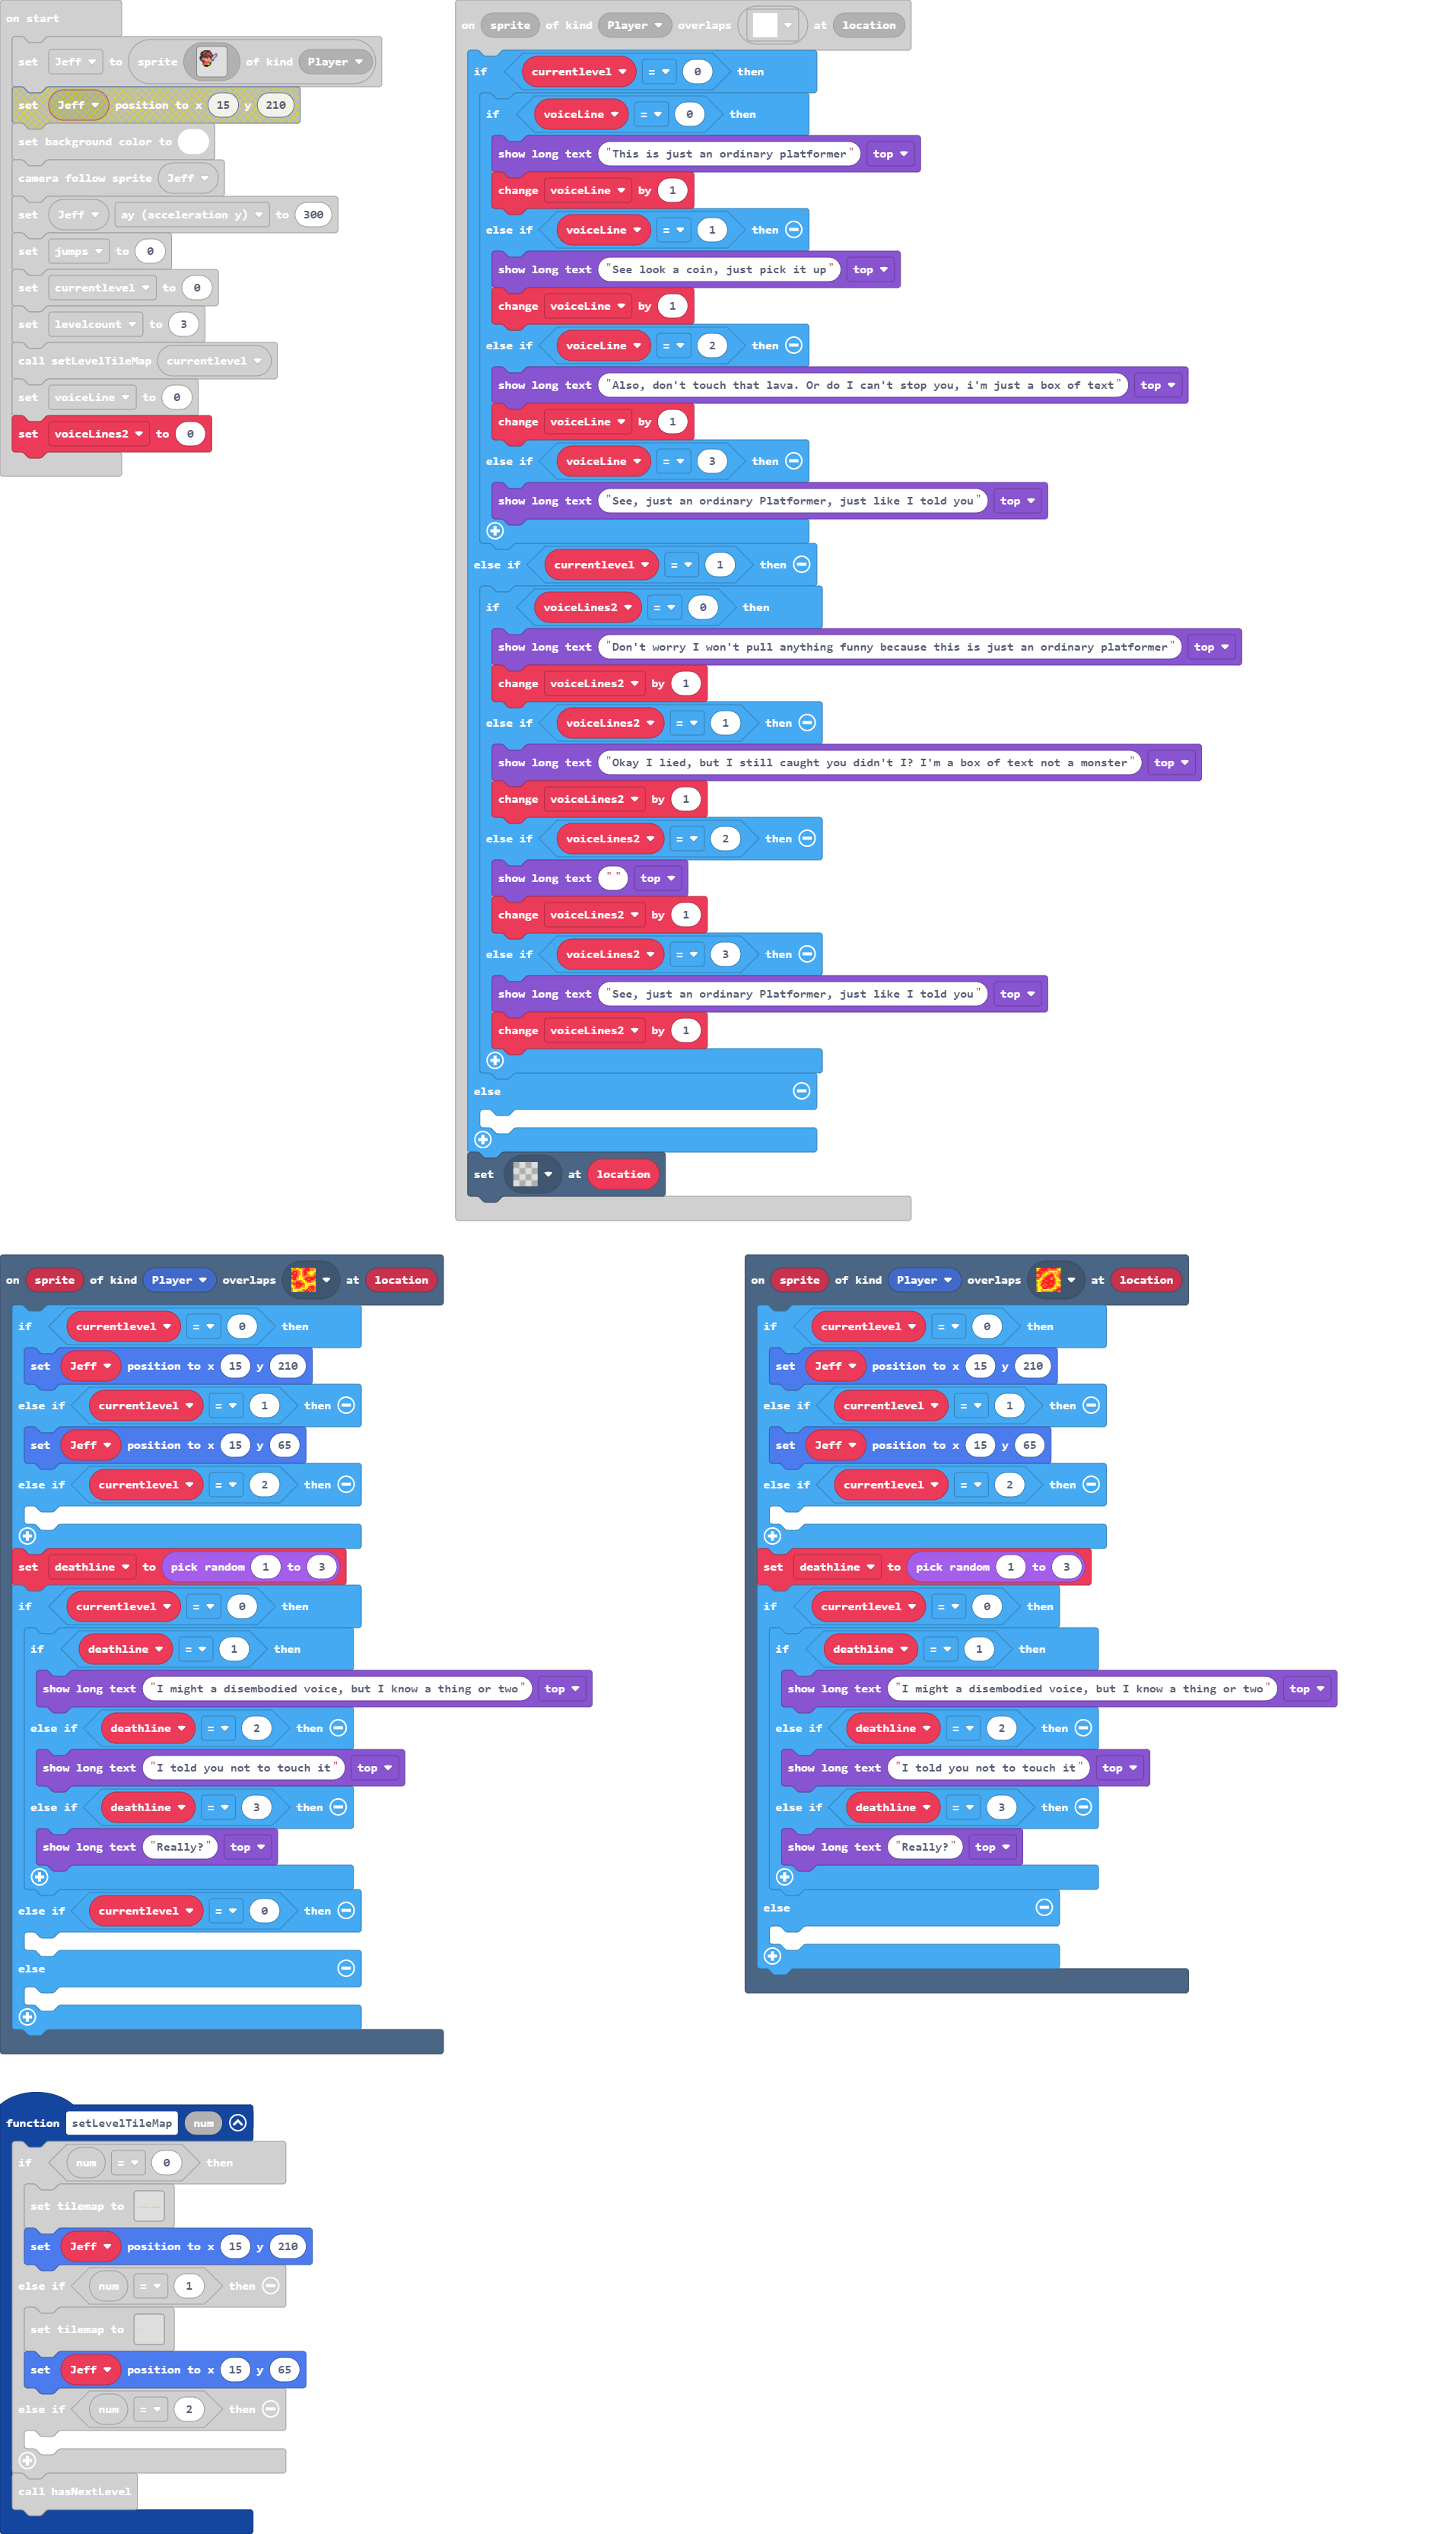 on start
set Jeff to sprite of kind Player
set Jeff position to x 15 y 210
set background color to
camera follow sprite Jeff
set Jeff ay (acceleration y) to 300
set jumps to 0
set currentlevel to 0
set levelcount to 3
call setLevelTileMap currentlevel
set voiceLine to 0
set voiceLines2 to 0
on sprite of kind Player overlaps at location
if currentlevel = 0 then
if voiceLine = 0 then
show long text "This is just an ordinary platformer" top
change voiceLine by 1
else if voiceLine = 1 then
show long text "See look a coin, just pick it up" top
change voiceLine by 1
else if voiceLine = 2 then
show long text "Also, don't touch that lava. Or do I can't stop you, i'm just a box of text" top
change voiceLine by 1
else if voiceLine = 3 then
show long text "See, just an ordinary Platformer, just like I told you" top
else if currentlevel = 1 then
if voiceLines2 = 0 then
show long text "Don't worry I won't pull anything funny because this is just an ordinary platformer" top
change voiceLines2 by 1
else if voiceLines2 = 1 then
show long text "Okay I lied, but I still caught you didn't I? I'm a box of text not a monster" top
change voiceLines2 by 1
else if voiceLines2 = 2 then
show long text "" top
change voiceLines2 by 1
else if voiceLines2 = 3 then
show long text "See, just an ordinary Platformer, just like I told you" top
change voiceLines2 by 1
else
set at location
on sprite of kind Player overlaps at location
if currentlevel = 0 then
set Jeff position to x 15 y 210
else if currentlevel = 1 then
set Jeff position to x 15 y 65
else if currentlevel = 2 then
set deathline to pick random 1 to 3
if currentlevel = 0 then
if deathline = 1 then
show long text "I might a disembodied voice, but I know a thing or two" top
else if deathline = 2 then
show long text "I told you not to touch it" top
else if deathline = 3 then
show long text "Really?" top
else if currentlevel = 0 then
else
on sprite of kind Player overlaps at location
if currentlevel = 0 then
set Jeff position to x 15 y 210
else if currentlevel = 1 then
set Jeff position to x 15 y 65
else if currentlevel = 2 then
set deathline to pick random 1 to 3
if currentlevel = 0 then
if deathline = 1 then
show long text "I might a disembodied voice, but I know a thing or two" top
else if deathline = 2 then
show long text "I told you not to touch it" top
else if deathline = 3 then
show long text "Really?" top
else
function setLevelTileMap num
if num = 0 then
set tilemap to
set Jeff position to x 15 y 210
else if num = 1 then
set tilemap to
set Jeff position to x 15 y 65
else if num = 2 then
call hasNextLevel